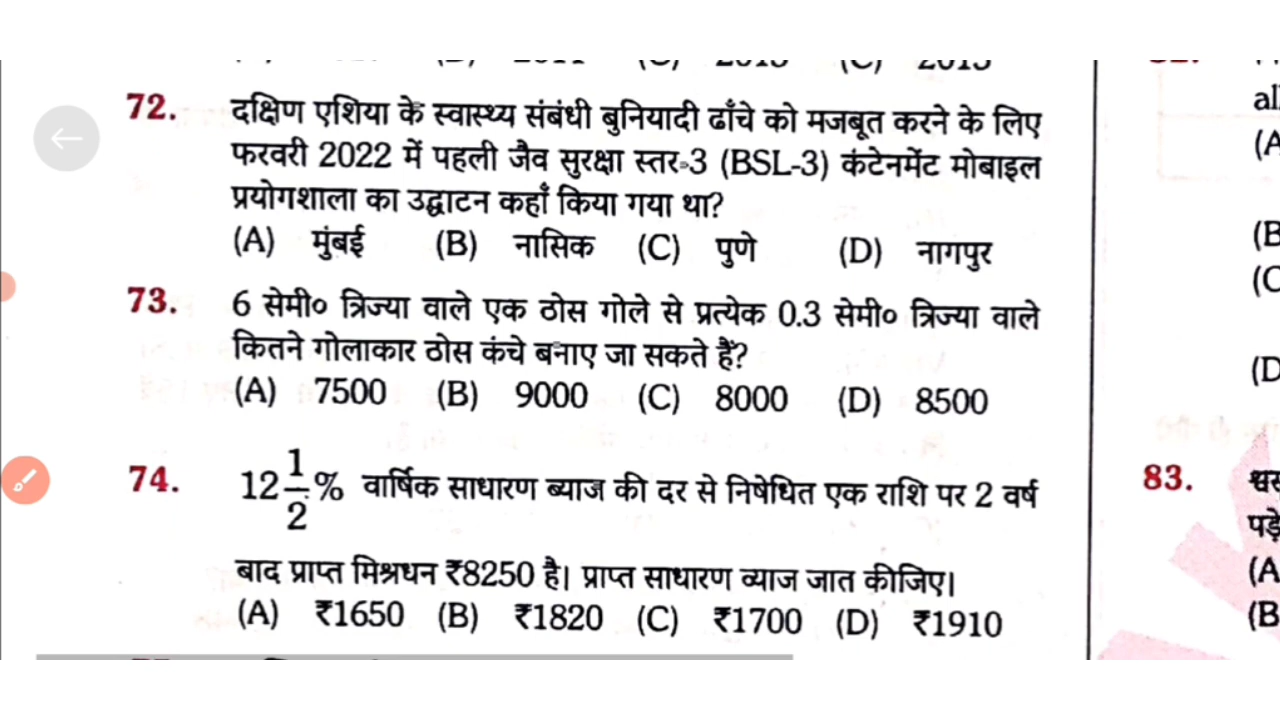 72. दक्षिण एशिया के स्वास्थ्य संबंधी बुनियादी ढाँचे को मजबूत करने के लिए
फरवरी 2022 में पहली जैव सुरक्षा स्तर-3 (BSL-3) कंटेनमेंट मोबाइल
प्रयोगशाला का उद्घाटन कहाँ किया गया था?
(A) मुंबई (B) नासिक (C) पुणे (D) नागपुर
73. 6 सेमी० त्रिज्या वाले एक ठोस गोले से प्रत्येक 0.3 सेमी० त्रिज्या वाले
कितने गोलाकार ठोस कंचे बनाए जा सकते हैं?
(A) 7500 (B) 9000 (C) 8000 (D) 8500
74. 12 1/2 % वार्षिक साधारण ब्याज की दर से निषेधित एक राशि पर 2 वर्ष
बाद प्राप्त मिश्रधन ₹8250 है। प्राप्त साधारण व्याज जात कीजिए।
(A) ₹1650 (B) ₹1820 (C) ₹1700 (D) ₹1910
all
(A
(B
(C
(D
83.
पड़े
(A
(B